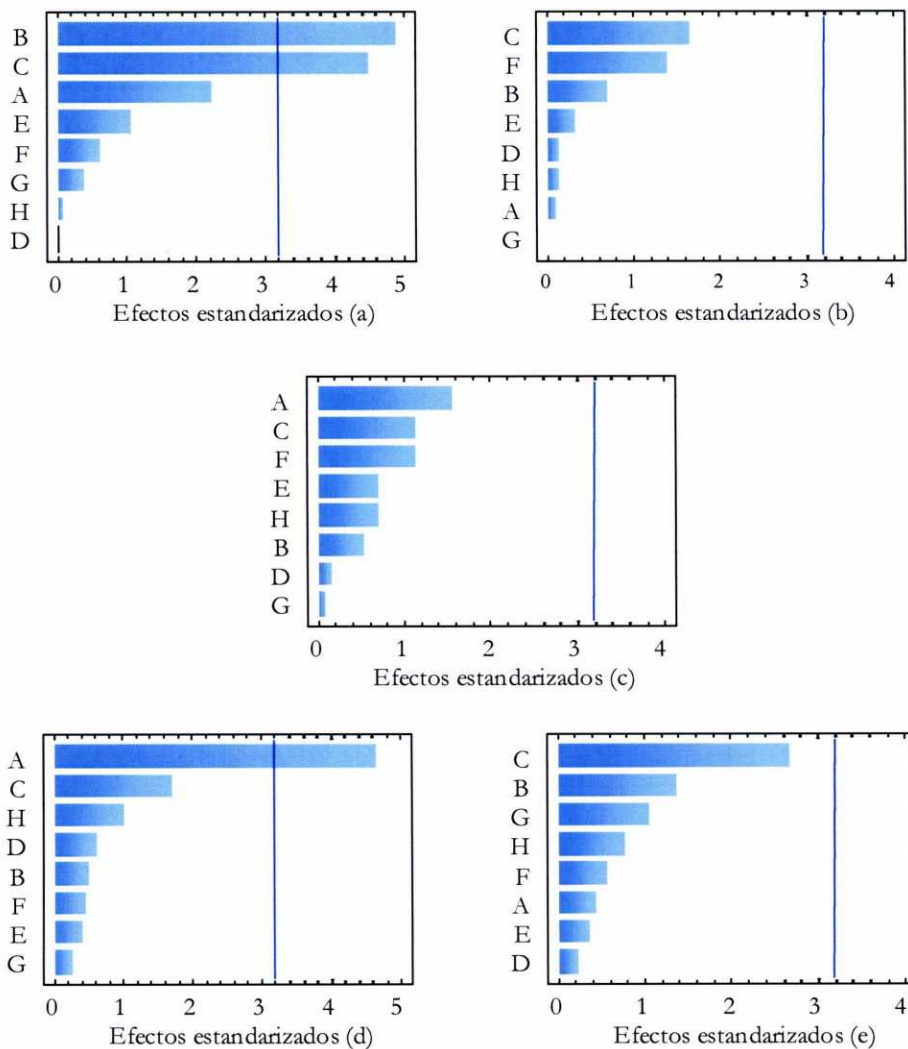 B
C
A
E
F
G
H
D
0 1 2 3 4 5
Efectos estandarizados (a)
C
F
B
E
D
H
A
G
0 1 2 3 4
Efectos estandarizados (b)
A
C
F
E
H
B
D
G
0 1 2 3 4
Efectos estandarizados (c)
A
C
H
D
B
F
E
G
0 1 2 3 4 5
Efectos estandarizados (d)
C
B
G
H
F
A
E
D
0 1 2 3 4
Efectos estandarizados (e)